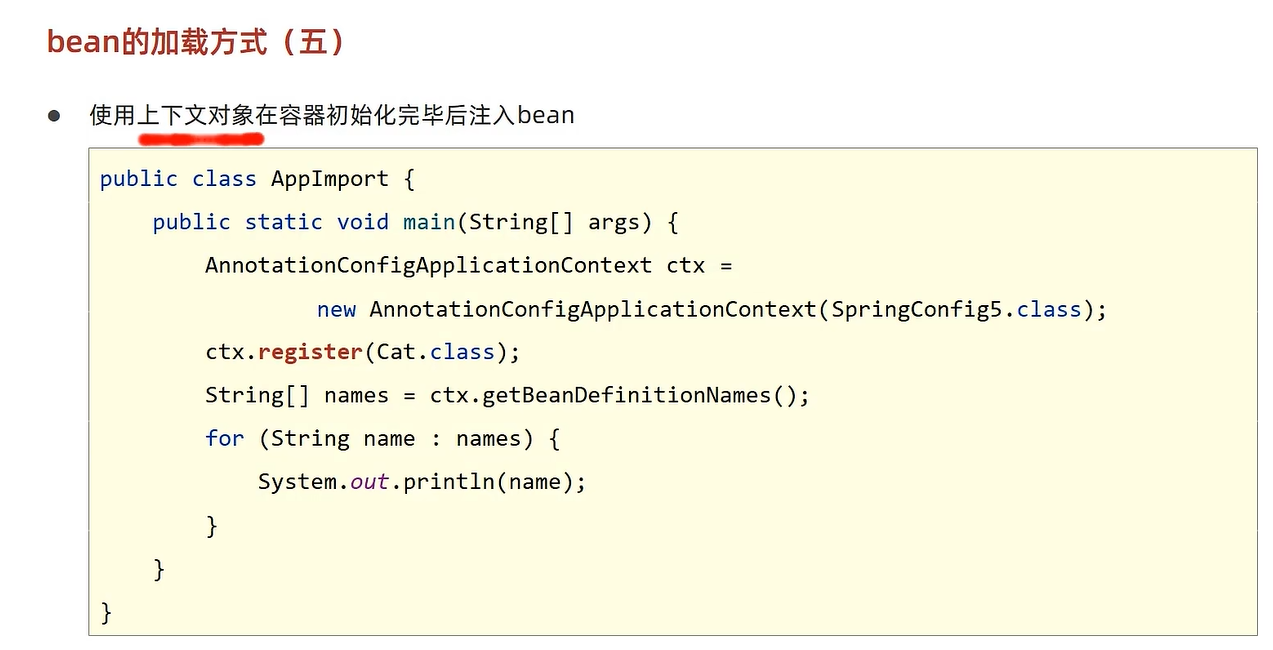 bean的加载方式（五）
● 使用上下文对象在容器初始化完毕后注入bean
public class AppImport {
    public static void main(String[] args) {
        AnnotationConfigApplicationContext ctx =
                new AnnotationConfigApplicationContext(SpringConfig5.class);
        ctx.register(Cat.class);
        String[] names = ctx.getBeanDefinitionNames();
        for (String name : names) {
            System.out.println(name);
        }
    }
}